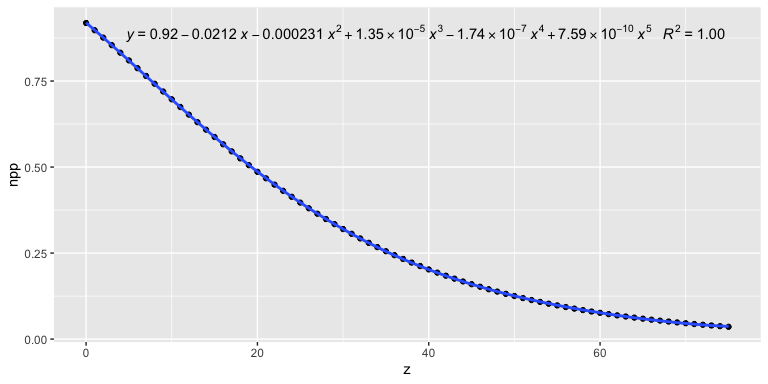 y = 0.92 − 0.0212 x − 0.000231 x² + 1.35 × 10⁻⁵ x³ − 1.74 × 10⁻⁷ x⁴ + 7.59 × 10⁻¹⁰ x⁵ R² = 1.00
0.75
0.50
0.25
0.00
npp
0 20 40 60
z